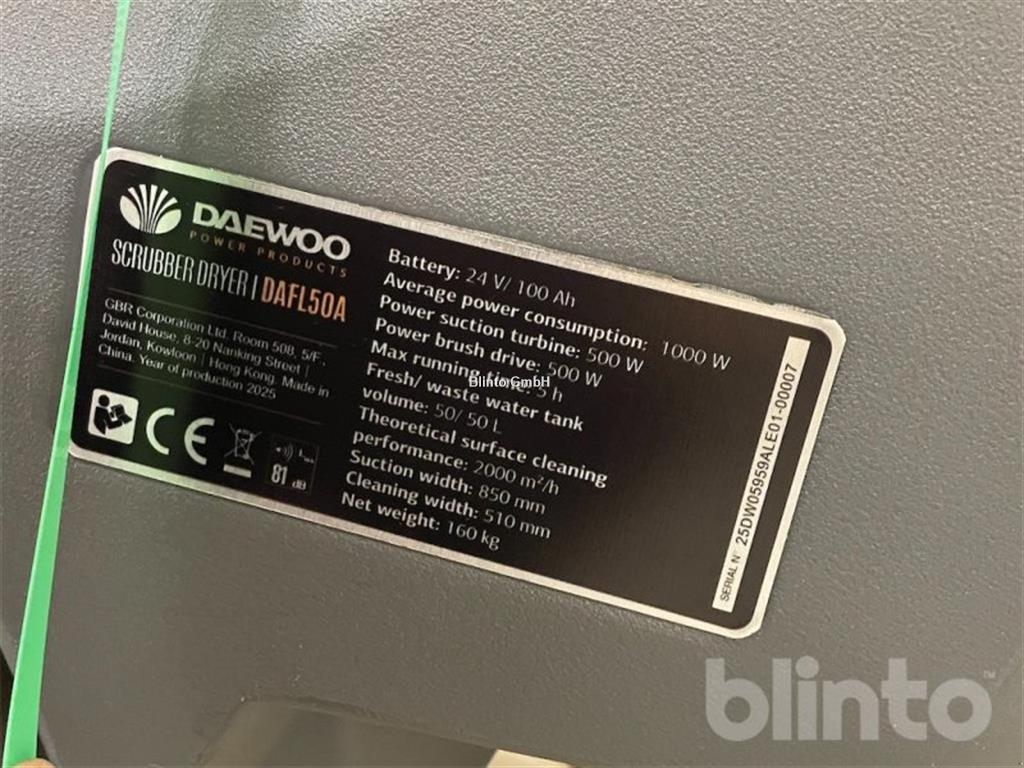 DAEWOO
POWER PRODUCTS
SCRUBBER DRYER | DAFL50A
GBR Corporation Ltd. Room 508, 5/F,
David House, 8-20 Nanking Street |
Jordan, Kowloon | Hong Kong. Made in
China. Year of production 2025
CE
81
dB
Battery: 24 V/ 100 Ah
Average power consumption: 1000 W
Power suction turbine: 500 W
Power brush drive: 500 W
Max running time: 5 h
Fresh/ waste water tank
volume: 50/ 50 L
Theoretical surface cleaning
performance: 2000 m²/h
Suction width: 850 mm
Cleaning width: 510 mm
Net weight: 160 kg
SERIAL N° 25DW05959ALE01-00007
Blinto GmbH
blinto™